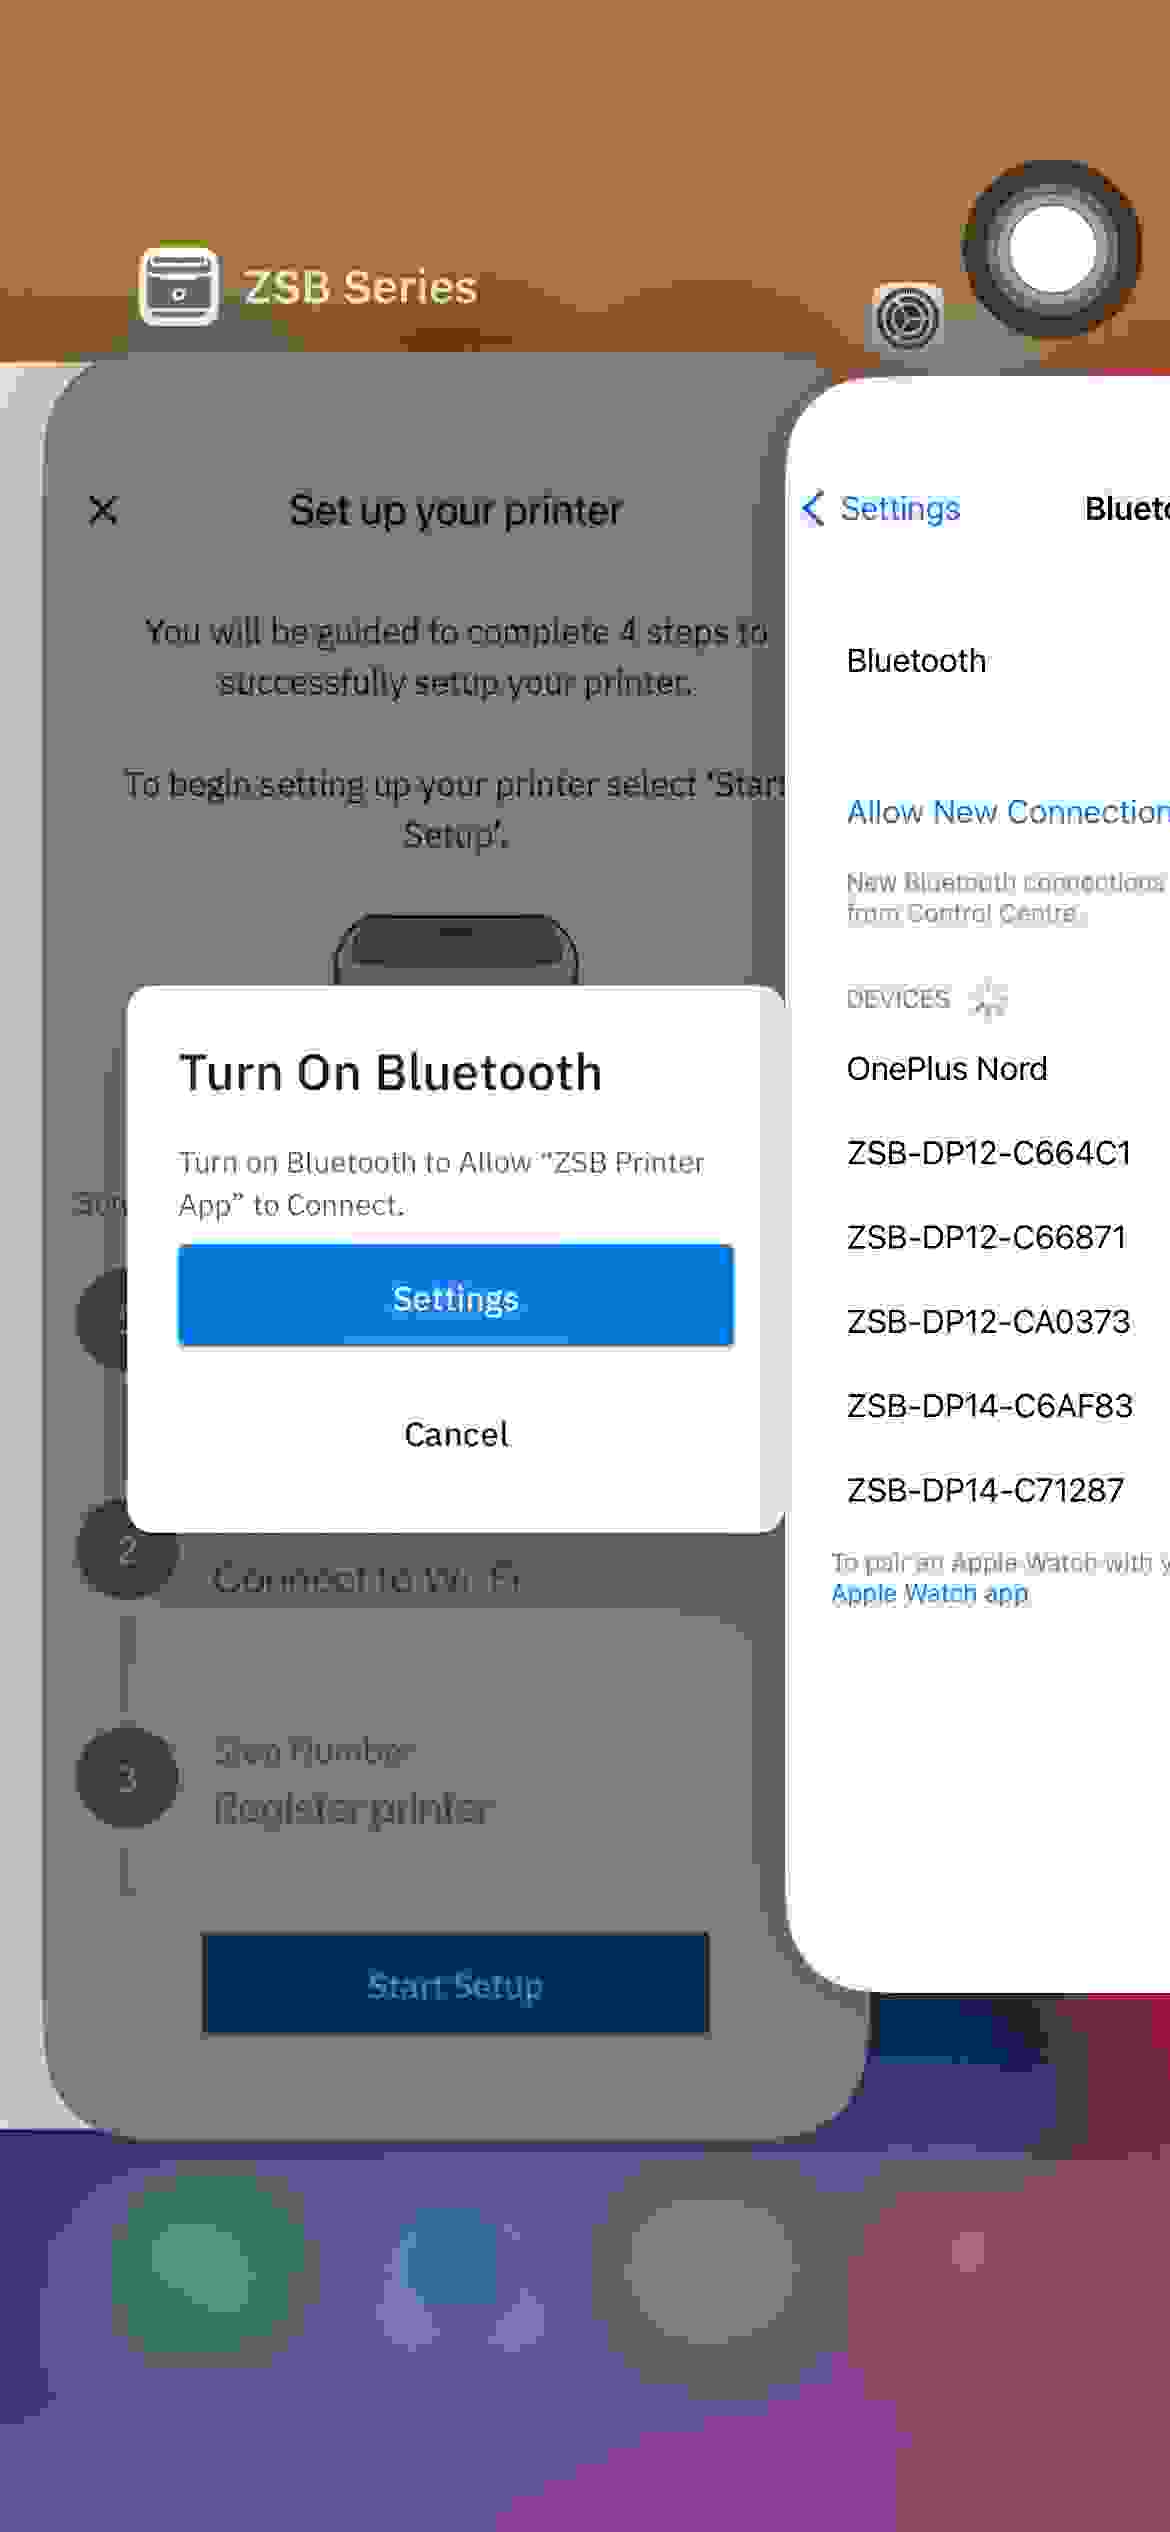 ZSB Series
Set up your printer
You will be guided to complete 4 steps to
successfully setup your printer.
To begin setting up your printer select 'Start
Setup'.
Turn On Bluetooth
Turn on Bluetooth to Allow “ZSB Printer
App” to Connect.
Settings
Cancel
2
Connect to Wi-Fi
3
Step Number
Register printer
Start Setup
Settings
Bluetooth
Allow New Connection
New Bluetooth connections
from Control Centre.
DEVICES
OnePlus Nord
ZSB-DP12-C664C1
ZSB-DP12-C66871
ZSB-DP12-CA0373
ZSB-DP14-C6AF83
ZSB-DP14-C71287
To pair an Apple Watch with
Apple Watch app